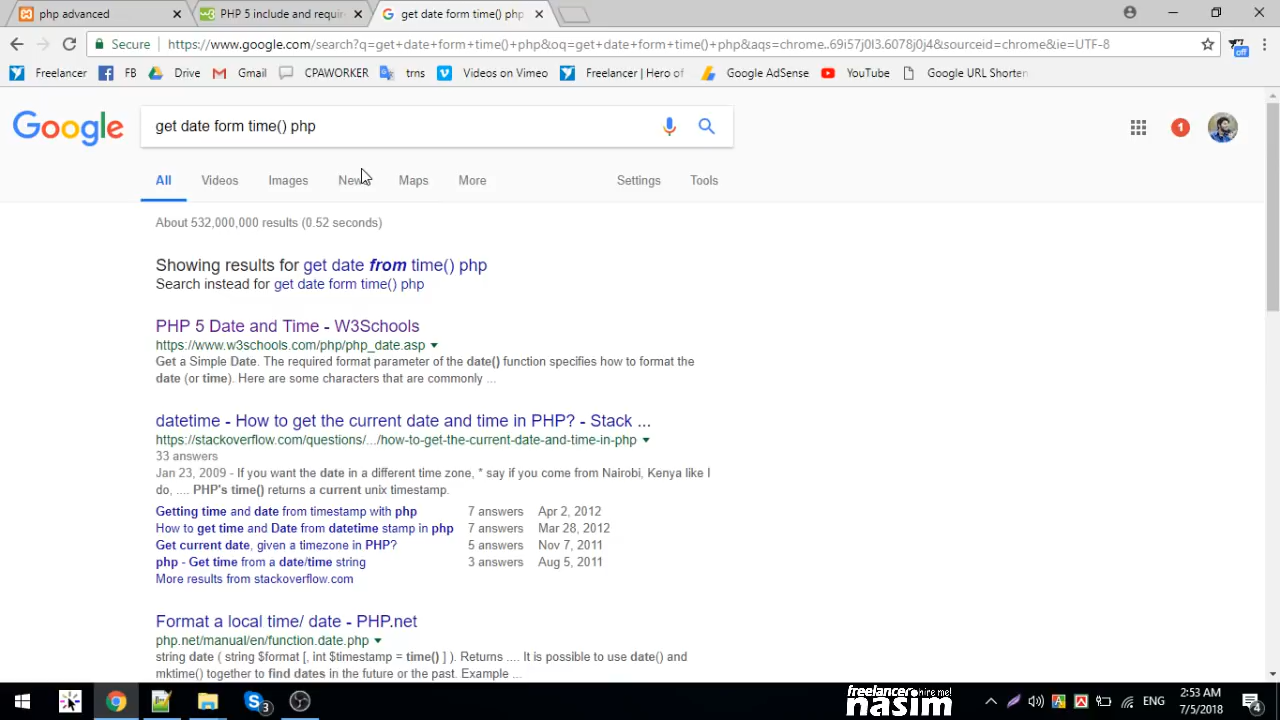 php advanced
PHP 5 include and requir
get date form time() php
Secure
https://www.google.com/search?q=get+date+form+time()+php&oq=get+date+form+time()+php&aqs=chrome..69i57j0l3.6078j0j4&sourceid=chrome&ie=UTF-8
off
Freelancer
FB
Drive
Gmail
CPAWORKER
trns
Videos on Vimeo
Freelancer | Hero of
Google AdSense
YouTube
Google URL Shorten
Google
get date form time() php
1
All
Videos
Images
News
Maps
More
Settings
Tools
About 532,000,000 results (0.52 seconds)
Showing results for get date from time() php
Search instead for get date form time() php
PHP 5 Date and Time - W3Schools
https://www.w3schools.com/php/php_date.asp
Get a Simple Date. The required format parameter of the date() function specifies how to format the
date (or time). Here are some characters that are commonly ...
datetime - How to get the current date and time in PHP? - Stack ...
https://stackoverflow.com/questions/.../how-to-get-the-current-date-and-time-in-php
33 answers
Jan 23, 2009 - If you want the date in a different time zone, * say if you come from Nairobi, Kenya like I
do, .... PHP's time() returns a current unix timestamp.
Getting time and date from timestamp with php 7 answers Apr 2, 2012
How to get time and Date from datetime stamp in php 7 answers Mar 28, 2012
Get current date, given a timezone in PHP? 5 answers Nov 7, 2011
php - Get time from a date/time string 3 answers Aug 5, 2011
More results from stackoverflow.com
Format a local time/ date - PHP.net
php.net/manual/en/function.date.php
string date ( string $format [, int $timestamp = time() ] ). Returns .... It is possible to use date() and
mktime() together to find dates in the future or the past. Example ...
3
freelancer hire me!
nasim
ENG
2:53 AM
7/5/2018
4